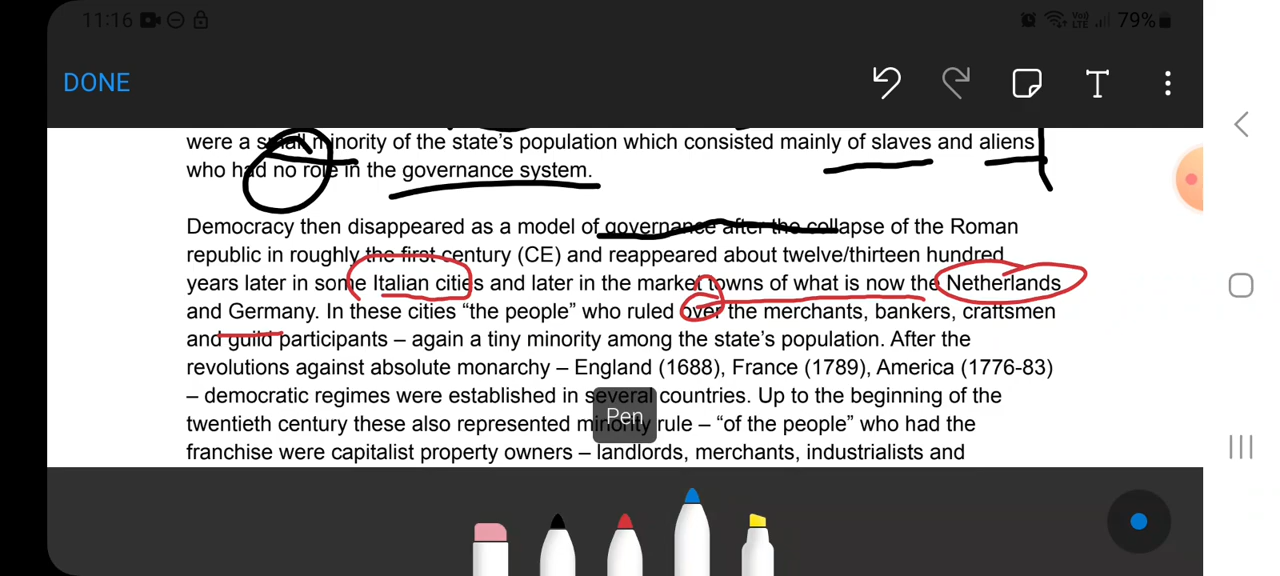 11:16 79%
DONE T
were a small minority of the state's population which consisted mainly of slaves and aliens
who had no role in the governance system.
Democracy then disappeared as a model of governance after the collapse of the Roman
republic in roughly the first century (CE) and reappeared about twelve/thirteen hundred
years later in some Italian cities and later in the market towns of what is now the Netherlands
and Germany. In these cities “the people” who ruled over the merchants, bankers, craftsmen
and guild participants – again a tiny minority among the state's population. After the
revolutions against absolute monarchy – England (1688), France (1789), America (1776-83)
– democratic regimes were established in several countries. Up to the beginning of the
Pen
twentieth century these also represented minority rule – “of the people” who had the
franchise were capitalist property owners – landlords, merchants, industrialists and